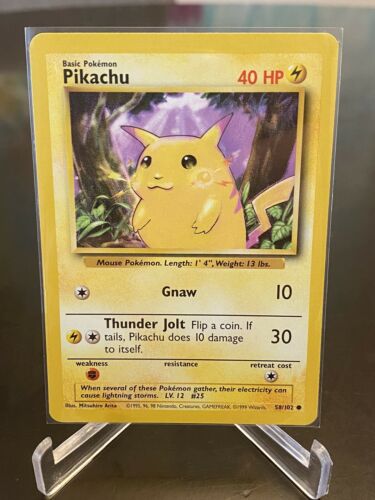 Basic Pokémon
Pikachu 40 HP
Mouse Pokémon. Length: 1' 4", Weight: 13 lbs.
Gnaw 10
Thunder Jolt Flip a coin. If
tails, Pikachu does 10 damage
to itself.
30
weakness resistance retreat cost
When several of these Pokémon gather, their electricity can
cause lightning storms. LV. 12 #25
Illus. Mitsuhiro Arita ©1995, 96, 98 Nintendo, Creatures, GAMEFREAK. ©1999 Wizards. 58/102